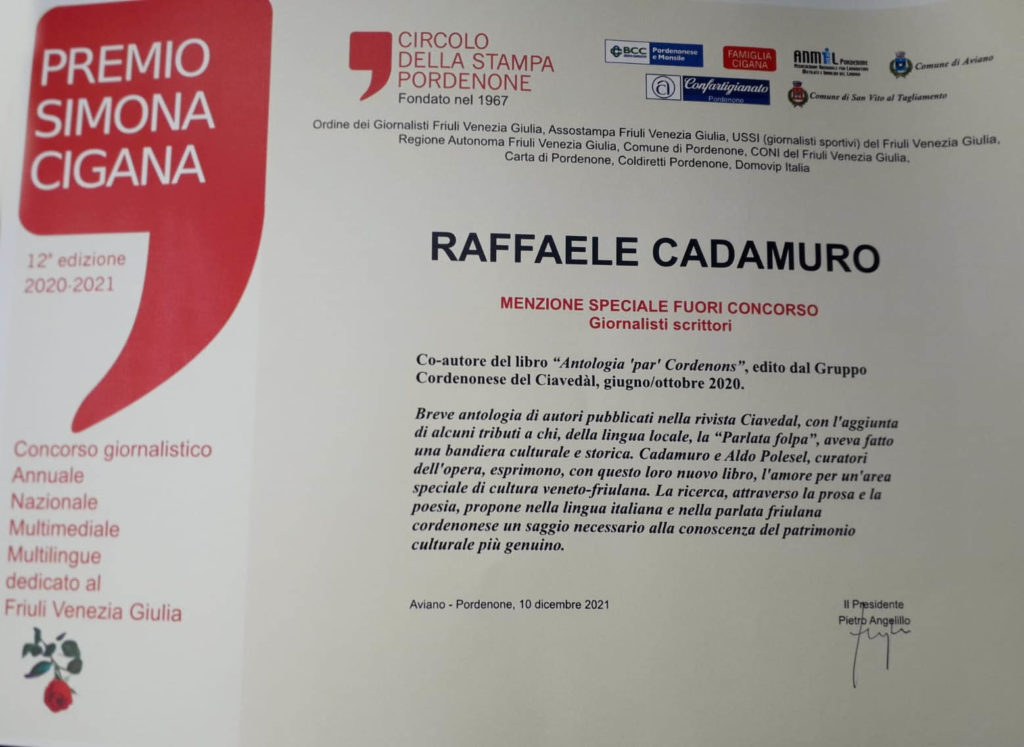 PREMIO
SIMONA
CIGANA
12ª edizione
2020-2021
Concorso giornalistico
Annuale
Nazionale
Multimediale
Multilingue
dedicato al
Friuli Venezia Giulia
CIRCOLO
DELLA STAMPA
PORDENONE
Fondato nel 1967
BCC
Pordenonese
e Monsile
FAMIGLIA
CIGANA
ANMIL PORDENONE
Comune di Aviano
Confartigianato
Pordenone
Comune di San Vito al Tagliamento
Ordine dei Giornalisti Friuli Venezia Giulia, Assostampa Friuli Venezia Giulia, USSI (giornalisti sportivi) del Friuli Venezia Giulia,
Regione Autonoma Friuli Venezia Giulia, Comune di Pordenone, CONI del Friuli Venezia Giulia,
Carta di Pordenone, Coldiretti Pordenone, Domovip Italia
RAFFAELE CADAMURO
MENZIONE SPECIALE FUORI CONCORSO
Giornalisti scrittori
Co-autore del libro “Antologia 'par' Cordenons”, edito dal Gruppo
Cordenonese del Ciavedàl, giugno/ottobre 2020.
Breve antologia di autori pubblicati nella rivista Ciavedal, con l'aggiunta
di alcuni tributi a chi, della lingua locale, la “Parlata folpa”, aveva fatto
una bandiera culturale e storica. Cadamuro e Aldo Polesel, curatori
dell'opera, esprimono, con questo loro nuovo libro, l'amore per un'area
speciale di cultura veneto-friulana. La ricerca, attraverso la prosa e la
poesia, propone nella lingua italiana e nella parlata friulana
cordenonese un saggio necessario alla conoscenza del patrimonio
culturale più genuino.
Aviano - Pordenone, 10 dicembre 2021
Il Presidente
Pietro Angelillo